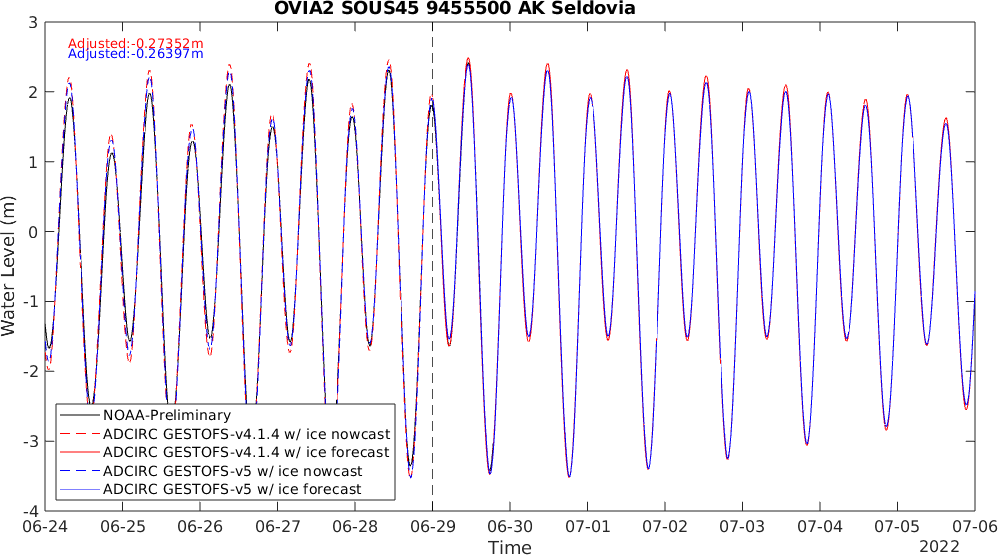 OVIA2 SOUS45 9455500 AK Seldovia
Adjusted:-0.27352m
Adjusted:-0.26397m
3
2
1
0
-1
-2
-3
-4
Water Level (m)
NOAA-Preliminary
ADCIRC GESTOFS-v4.1.4 w/ ice nowcast
ADCIRC GESTOFS-v4.1.4 w/ ice forecast
ADCIRC GESTOFS-v5 w/ ice nowcast
ADCIRC GESTOFS-v5 w/ ice forecast
06-24 06-25 06-26 06-27 06-28 06-29 06-30 07-01 07-02 07-03 07-04 07-05 07-06
Time
2022